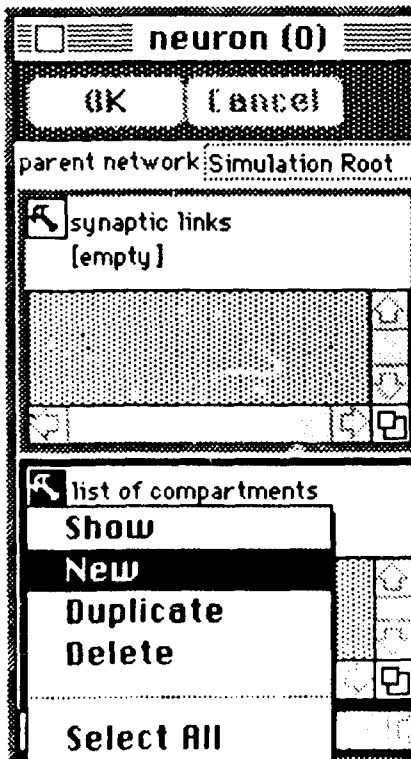 neuron (0)
OK Cancel
parent network Simulation Root
synaptic links
[empty]
list of compartments
Show
New
Duplicate
Delete
Select All